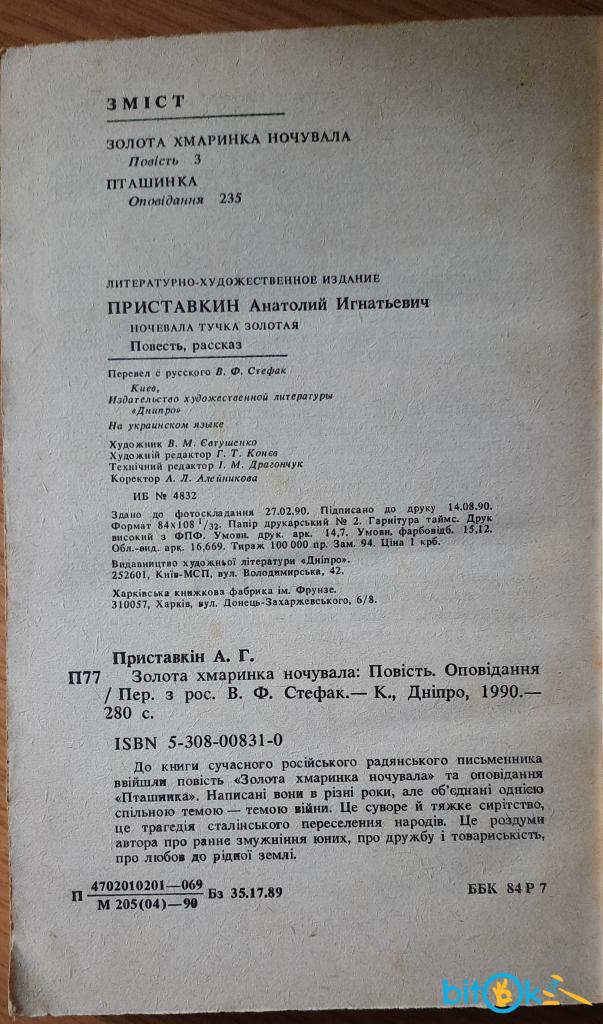 ЗМІСТ
ЗОЛОТА ХМАРИНКА НОЧУВАЛА
Повість 3
ПТАШИНКА
Оповідання 235
ЛИТЕРАТУРНО-ХУДОЖЕСТВЕННОЕ ИЗДАНИЕ
ПРИСТАВКИН Анатолий Игнатьевич
НОЧЕВАЛА ТУЧКА ЗОЛОТАЯ
Повесть, рассказ
Перевел с русского В. Ф. Стефак
Киев,
Издательство художественной литературы
«Дніпро»
На украинском языке
Художник В. М. Євтушенко
Художній редактор Г. Т. Конєв
Технічний редактор І. М. Драгончук
Коректор А. Л. Алейникова
ИБ № 4832
Здано до фотоскладання 27.02.90. Підписано до друку 14.08.90.
Формат 84×108 1/32. Папір друкарський № 2. Гарнітура таймс. Друк
високий з ФПФ. Умовн. друк. арк. 14,7. Умовн. фарбовідб. 15,12.
Обл.-вид. арк. 16,669. Тираж 100 000 пр. Зам. 94. Ціна 1 крб.
Видавництво художньої літератури «Дніпро».
252601, Київ-МСП, вул. Володимирська, 42.
Харківська книжкова фабрика ім. Фрунзе.
310057, Харків, вул. Донець-Захаржевського, 6/8.
Приставкін А. Г.
П77 Золота хмаринка ночувала: Повість. Оповідання
/ Пер. з рос. В. Ф. Стефак.— К., Дніпро, 1990.—
280 с.
ISBN 5-308-00831-0
До книги сучасного російського радянського письменника
ввійшли повість «Золота хмаринка ночувала» та оповідання
«Пташинка». Написані вони в різні роки, але об'єднані однією
спільною темою — темою війни. Це суворе й тяжке сирітство,
це трагедія сталінського переселення народів. Це роздуми
автора про ранне змужніння юних, про дружбу і товариськість,
про любов до рідної землі.
П 4702010201—069 Бз 35.17.89 ББК 84 Р 7
М 205(04)—90
bitok